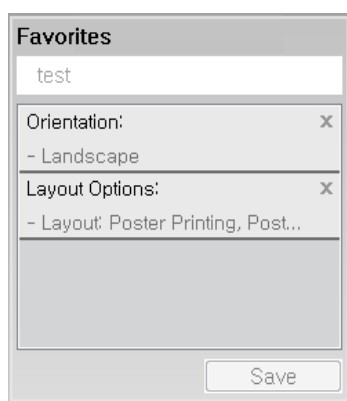 Favorites
test
Orientation: x
- Landscape
Layout Options: x
- Layout: Poster Printing, Post...
Save